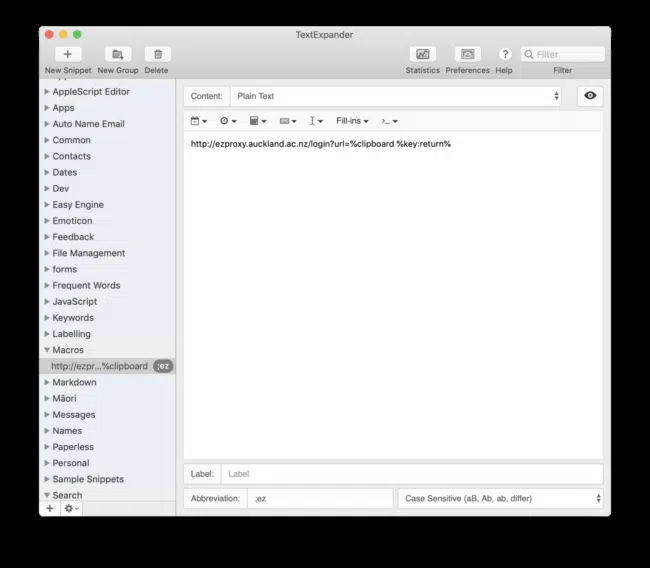 TextExpander
New Snippet New Group Delete
Statistics Preferences ? Help
Filter
Filter
AppleScript Editor
Apps
Auto Name Email
Common
Contacts
Dates
Dev
Easy Engine
Emoticon
Feedback
File Management
forms
Frequent Words
JavaScript
Keywords
Labelling
Macros
http://ezpr...%clipboard ;ez
Markdown
Māori
Messages
Names
Paperless
Personal
Sample Snippets
Search
Content: Plain Text
Fill-ins
http://ezproxy.auckland.ac.nz/login?url=%clipboard %key:return%
Label: Label
Abbreviation: ;ez Case Sensitive (aB, Ab, ab, differ)